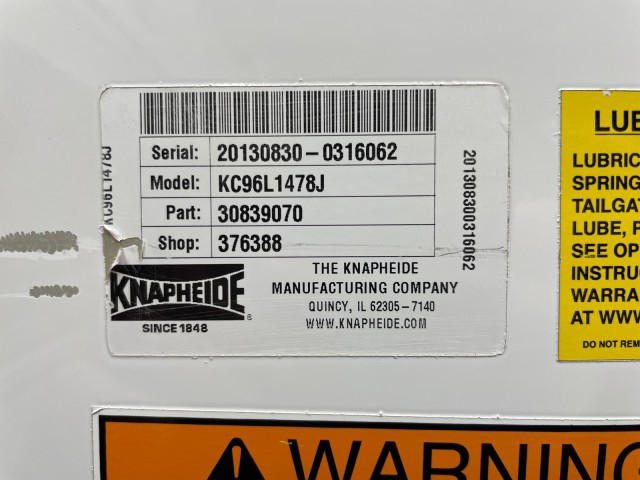 Serial: 20130830-0316062
Model: KC96L1478J
Part: 30839070
Shop: 376388
KC96L1478J
201308300316062
KNAPHEIDE
SINCE 1848
THE KNAPHEIDE
MANUFACTURING COMPANY
QUINCY, IL 62305-7140
WWW.KNAPHEIDE.COM
LUB
LUBRIC
SPRING
TAILGAT
LUBE, P
SEE OP
INSTRU
WARRA
AT WWW
DO NOT REM
WARNING